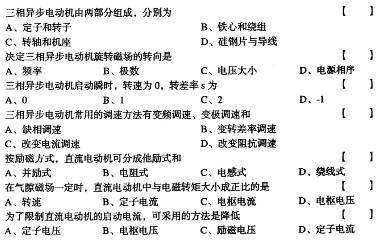 三相异步电动机由两部分组成，分别为 【 】
A、定子和转子 B、铁心和绕组
C、转轴和机座 D、硅钢片与导线
决定三相异步电动机旋转磁场的转向是 【 】
A、频率 B、极数 C、电压大小 D、电源相序
三相异步电动机启动瞬时，转速为 0，转差率 s 为 【 】
A、0 B、1 C、2 D、-1
三相异步电动机常用的调速方法有变频调速、变极调速和 【 】
A、缺相调速 B、变转差率调速
C、改变电流调速 D、改变阻抗调速
按励磁方式，直流电动机可分成他励式和 【 】
A、并励式 B、电阻式 C、电感式 D、绕线式
在气隙磁场一定时，直流电动机中与电磁转矩大小成正比的是 【 】
A、转速 B、定子电流 C、电枢电流 D、电枢电压
为了限制直流电动机的启动电流，可采用的方法是降低 【 】
A、定子电压 B、电枢电压 C、励磁电流 D、定子电流